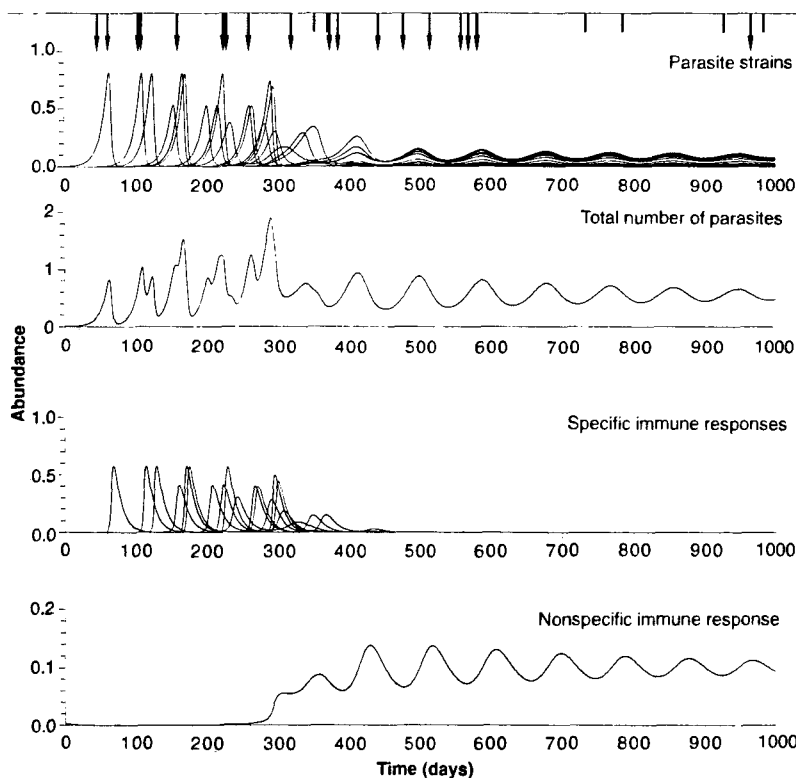 Parasite strains
1.0
0.5
0.0
0 100 200 300 400 500 600 700 800 900 1000
Total number of parasites
2
1
0
0 100 200 300 400 500 600 700 800 900 1000
Abundance
Specific immune responses
1.0
0.5
0.0
0 100 200 300 400 500 600 700 800 900 1000
Nonspecific immune response
0.2
0.1
0.0
0 100 200 300 400 500 600 700 800 900 1000
Time (days)